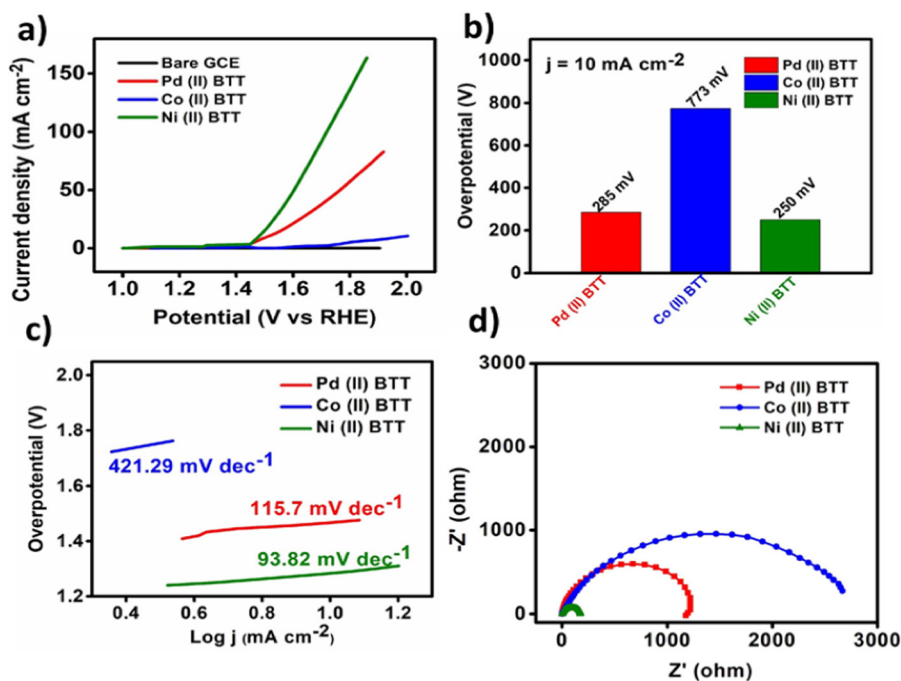 a)
Bare GCE
Pd (II) BTT
Co (II) BTT
Ni (II) BTT
Current density (mA cm-2)
150
100
50
0
1.0 1.2 1.4 1.6 1.8 2.0
Potential (V vs RHE)
b)
j = 10 mA cm-2
Pd (II) BTT
Co (II) BTT
Ni (II) BTT
Overpotential (V)
1000
800
600
400
200
0
285 mV
773 mV
250 mV
Pd (II) BTT
Co (II) BTT
Ni (II) BTT
c)
Pd (II) BTT
Co (II) BTT
Ni (II) BTT
Overpotential (V)
2.0
1.8
1.6
1.4
1.2
421.29 mV dec-1
115.7 mV dec-1
93.82 mV dec-1
0.4 0.6 0.8 1.0 1.2
Log j (mA cm-2)
d)
Pd (II) BTT
Co (II) BTT
Ni (II) BTT
-Z' (ohm)
3000
2000
1000
0
0 1000 2000 3000
Z' (ohm)